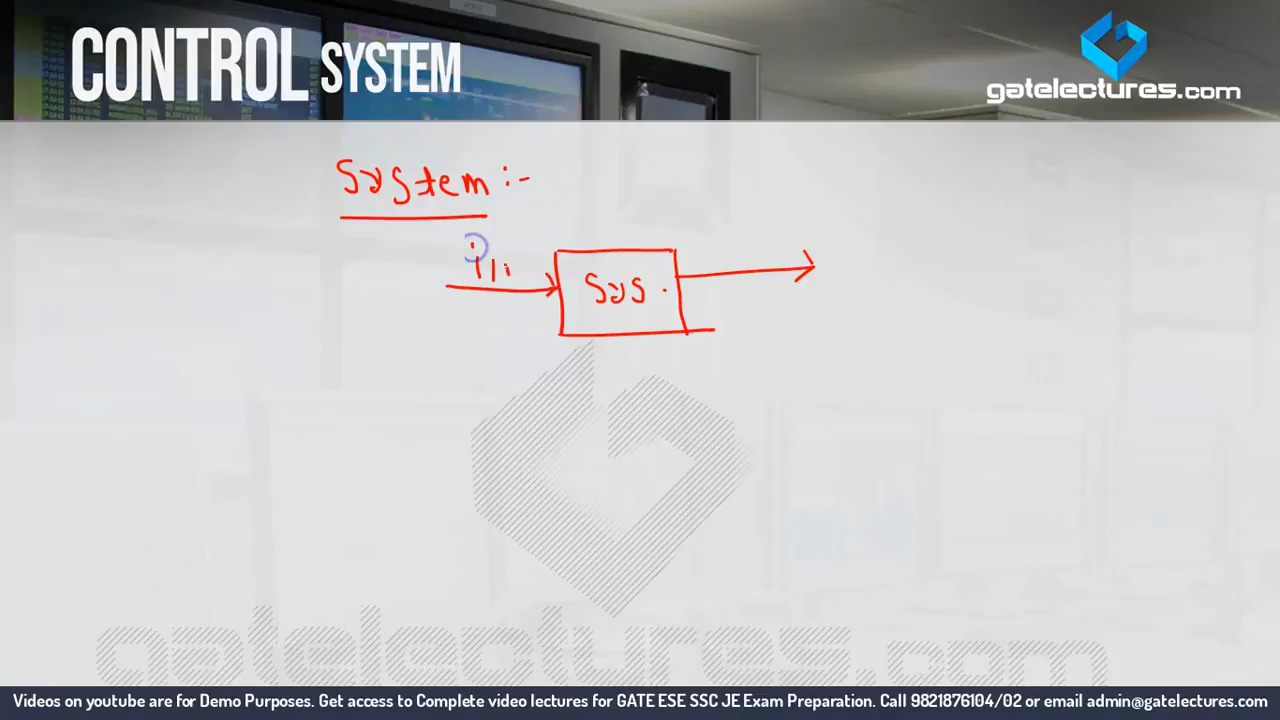 CONTROL SYSTEM
gatelectures.com
System :-
Sys.
gatelectures.com
Videos on youtube are for Demo Purposes. Get access to Complete video lectures for GATE ESE SSC JE Exam Preparation. Call 9821876104/02 or email admin@gatelectures.com